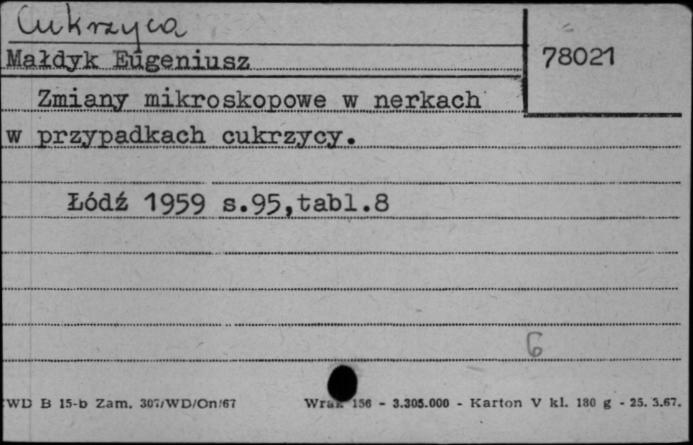 Cukrzyca
Małdyk Eugeniusz
78021
Zmiany mikroskopowe w nerkach
w przypadkach cukrzycy.
Łódź 1959 s.95,tabl.8
6
WD B 15-b Zam. 307/WD/On/67 156 - 3.305.000 - Karton V kl. 180 g - 25. 3.67.